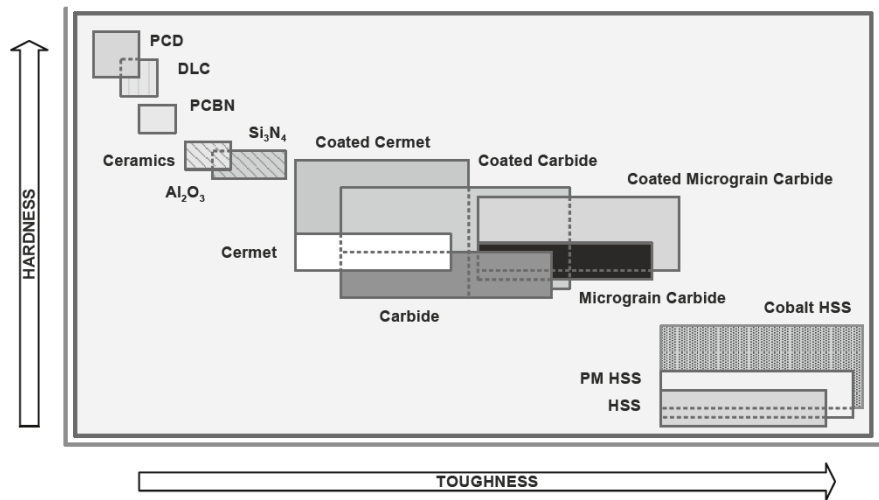 PCD
DLC
PCBN
Si₃N₄
Ceramics
Al₂O₃
Coated Cermet
Coated Carbide
Coated Micrograin Carbide
Cermet
Carbide
Micrograin Carbide
Cobalt HSS
PM HSS
HSS
HARDNESS
TOUGHNESS